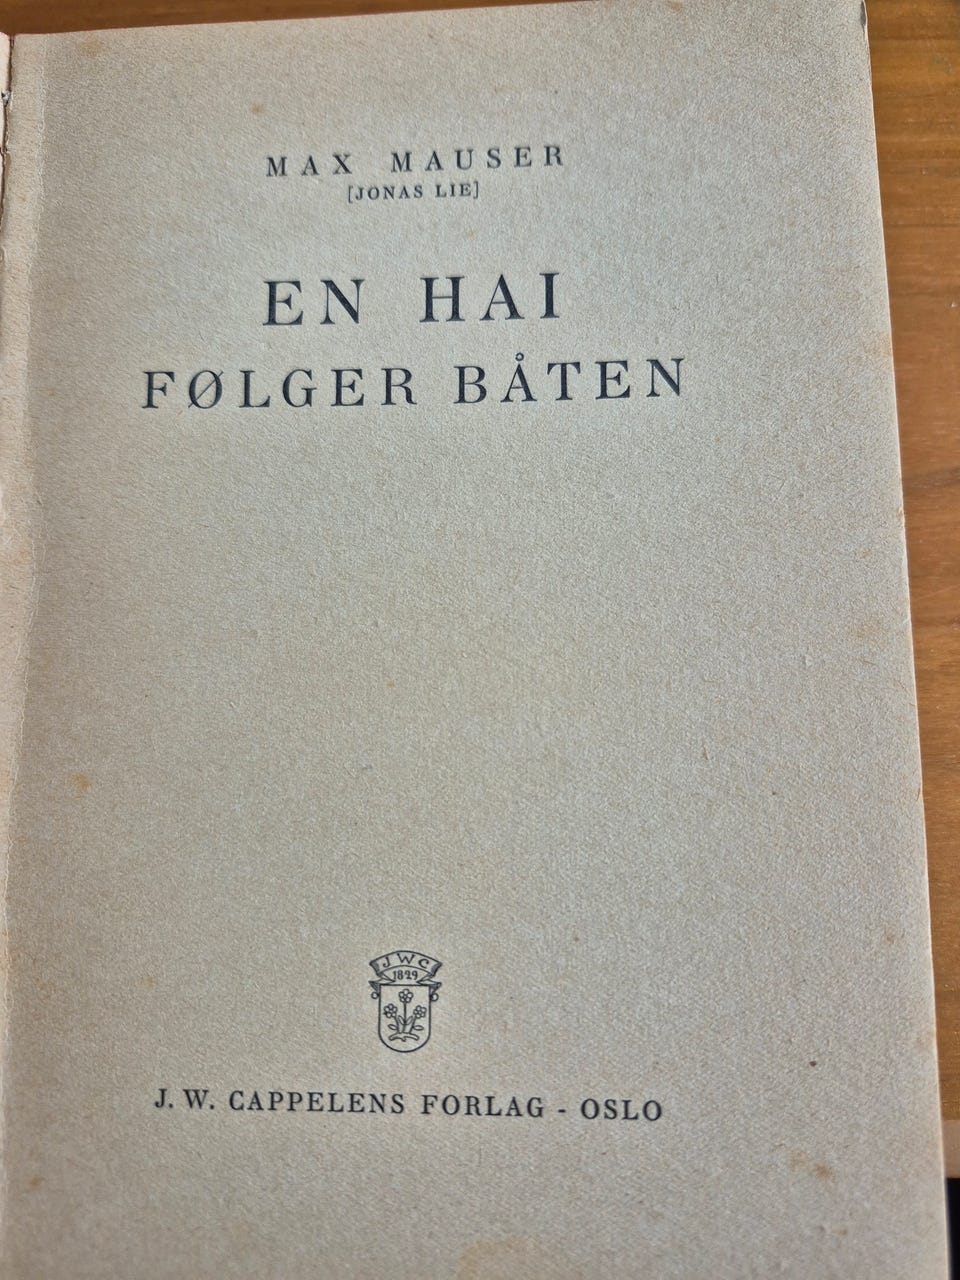 MAX MAUSER
[JONAS LIE]
EN HAI
FØLGER BÅTEN
JWC
1829
J. W. CAPPELENS FORLAG - OSLO